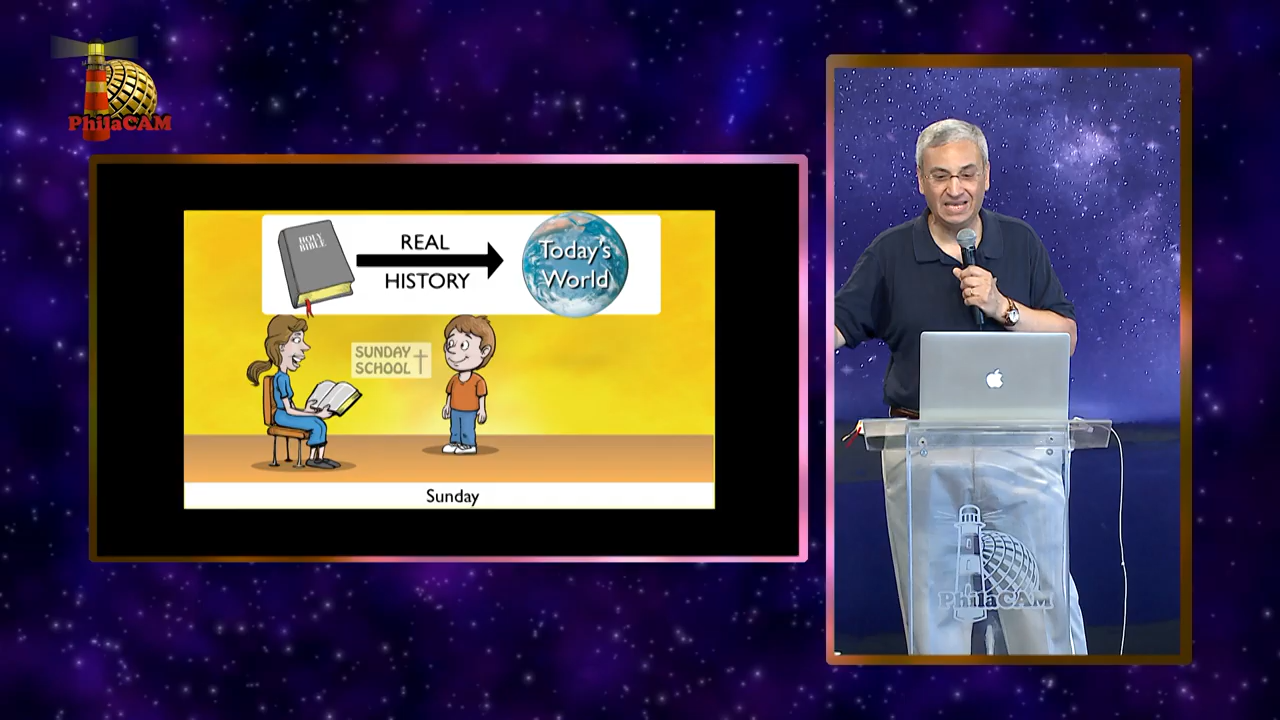 PhilaCAM
HOLY
BIBLE
REAL
HISTORY
Today's
World
SUNDAY
SCHOOL
Sunday
PhilaCAM